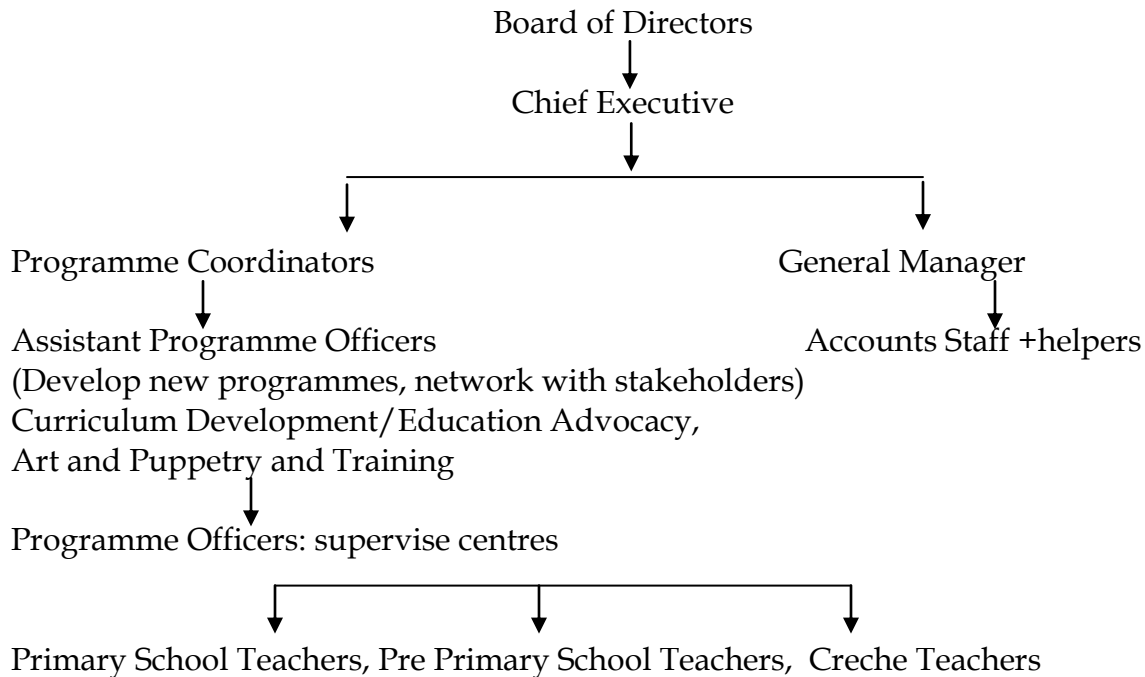 Board of Directors
Chief Executive
Programme Coordinators General Manager
Assistant Programme Officers Accounts Staff +helpers
(Develop new programmes, network with stakeholders)
Curriculum Development/Education Advocacy,
Art and Puppetry and Training
Programme Officers: supervise centres
Primary School Teachers, Pre Primary School Teachers, Creche Teachers